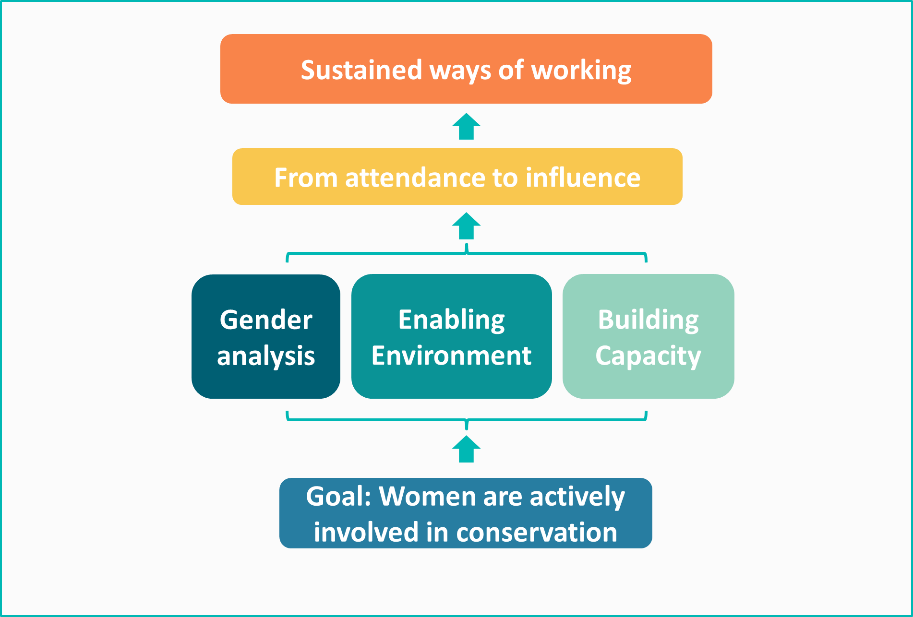 Sustained ways of working
From attendance to influence
Gender
analysis
Enabling
Environment
Building
Capacity
Goal: Women are actively
involved in conservation